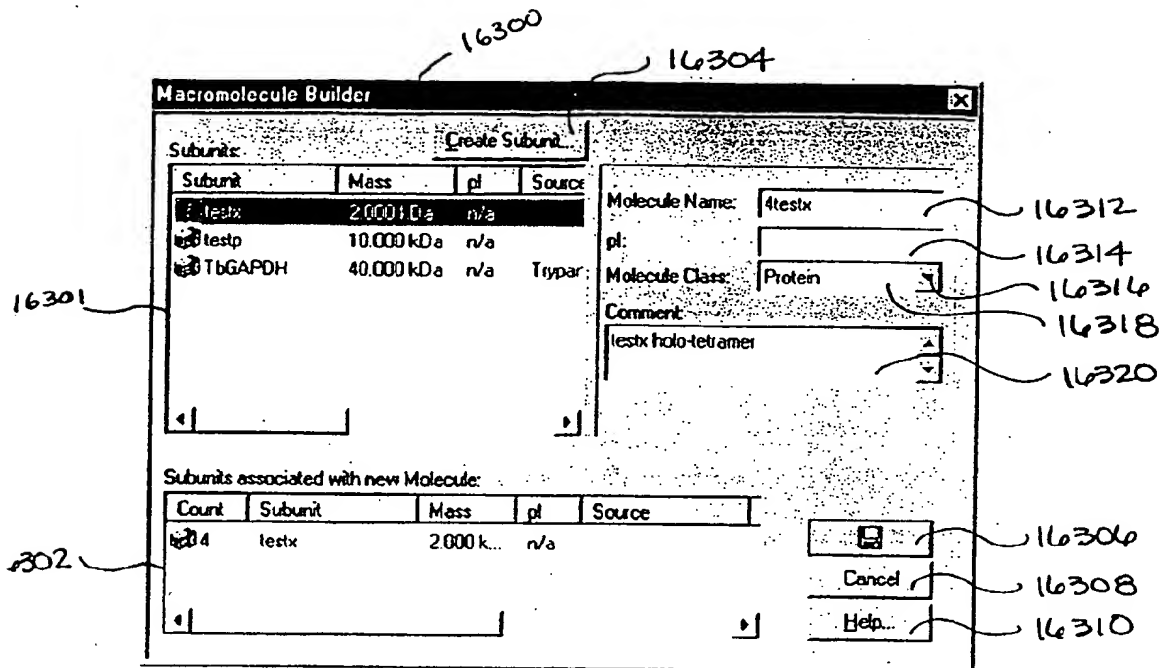 16300
16304
Macromolecule Builder
Create Subunit...
Subunits:
Subunit Mass pI Source
testx 2.000 kDa n/a
testp 10.000 kDa n/a
TbGAPDH 40.000 kDa n/a Trypar
Molecule Name: 4testx
16312
pI:
16314
Molecule Class: Protein
16316
16318
Comment:
testx holo-tetramer
16320
16301
Subunits associated with new Molecule:
Count Subunit Mass pI Source
4 testx 2.000 k... n/a
6302
16306
Cancel
16308
Help...
16310